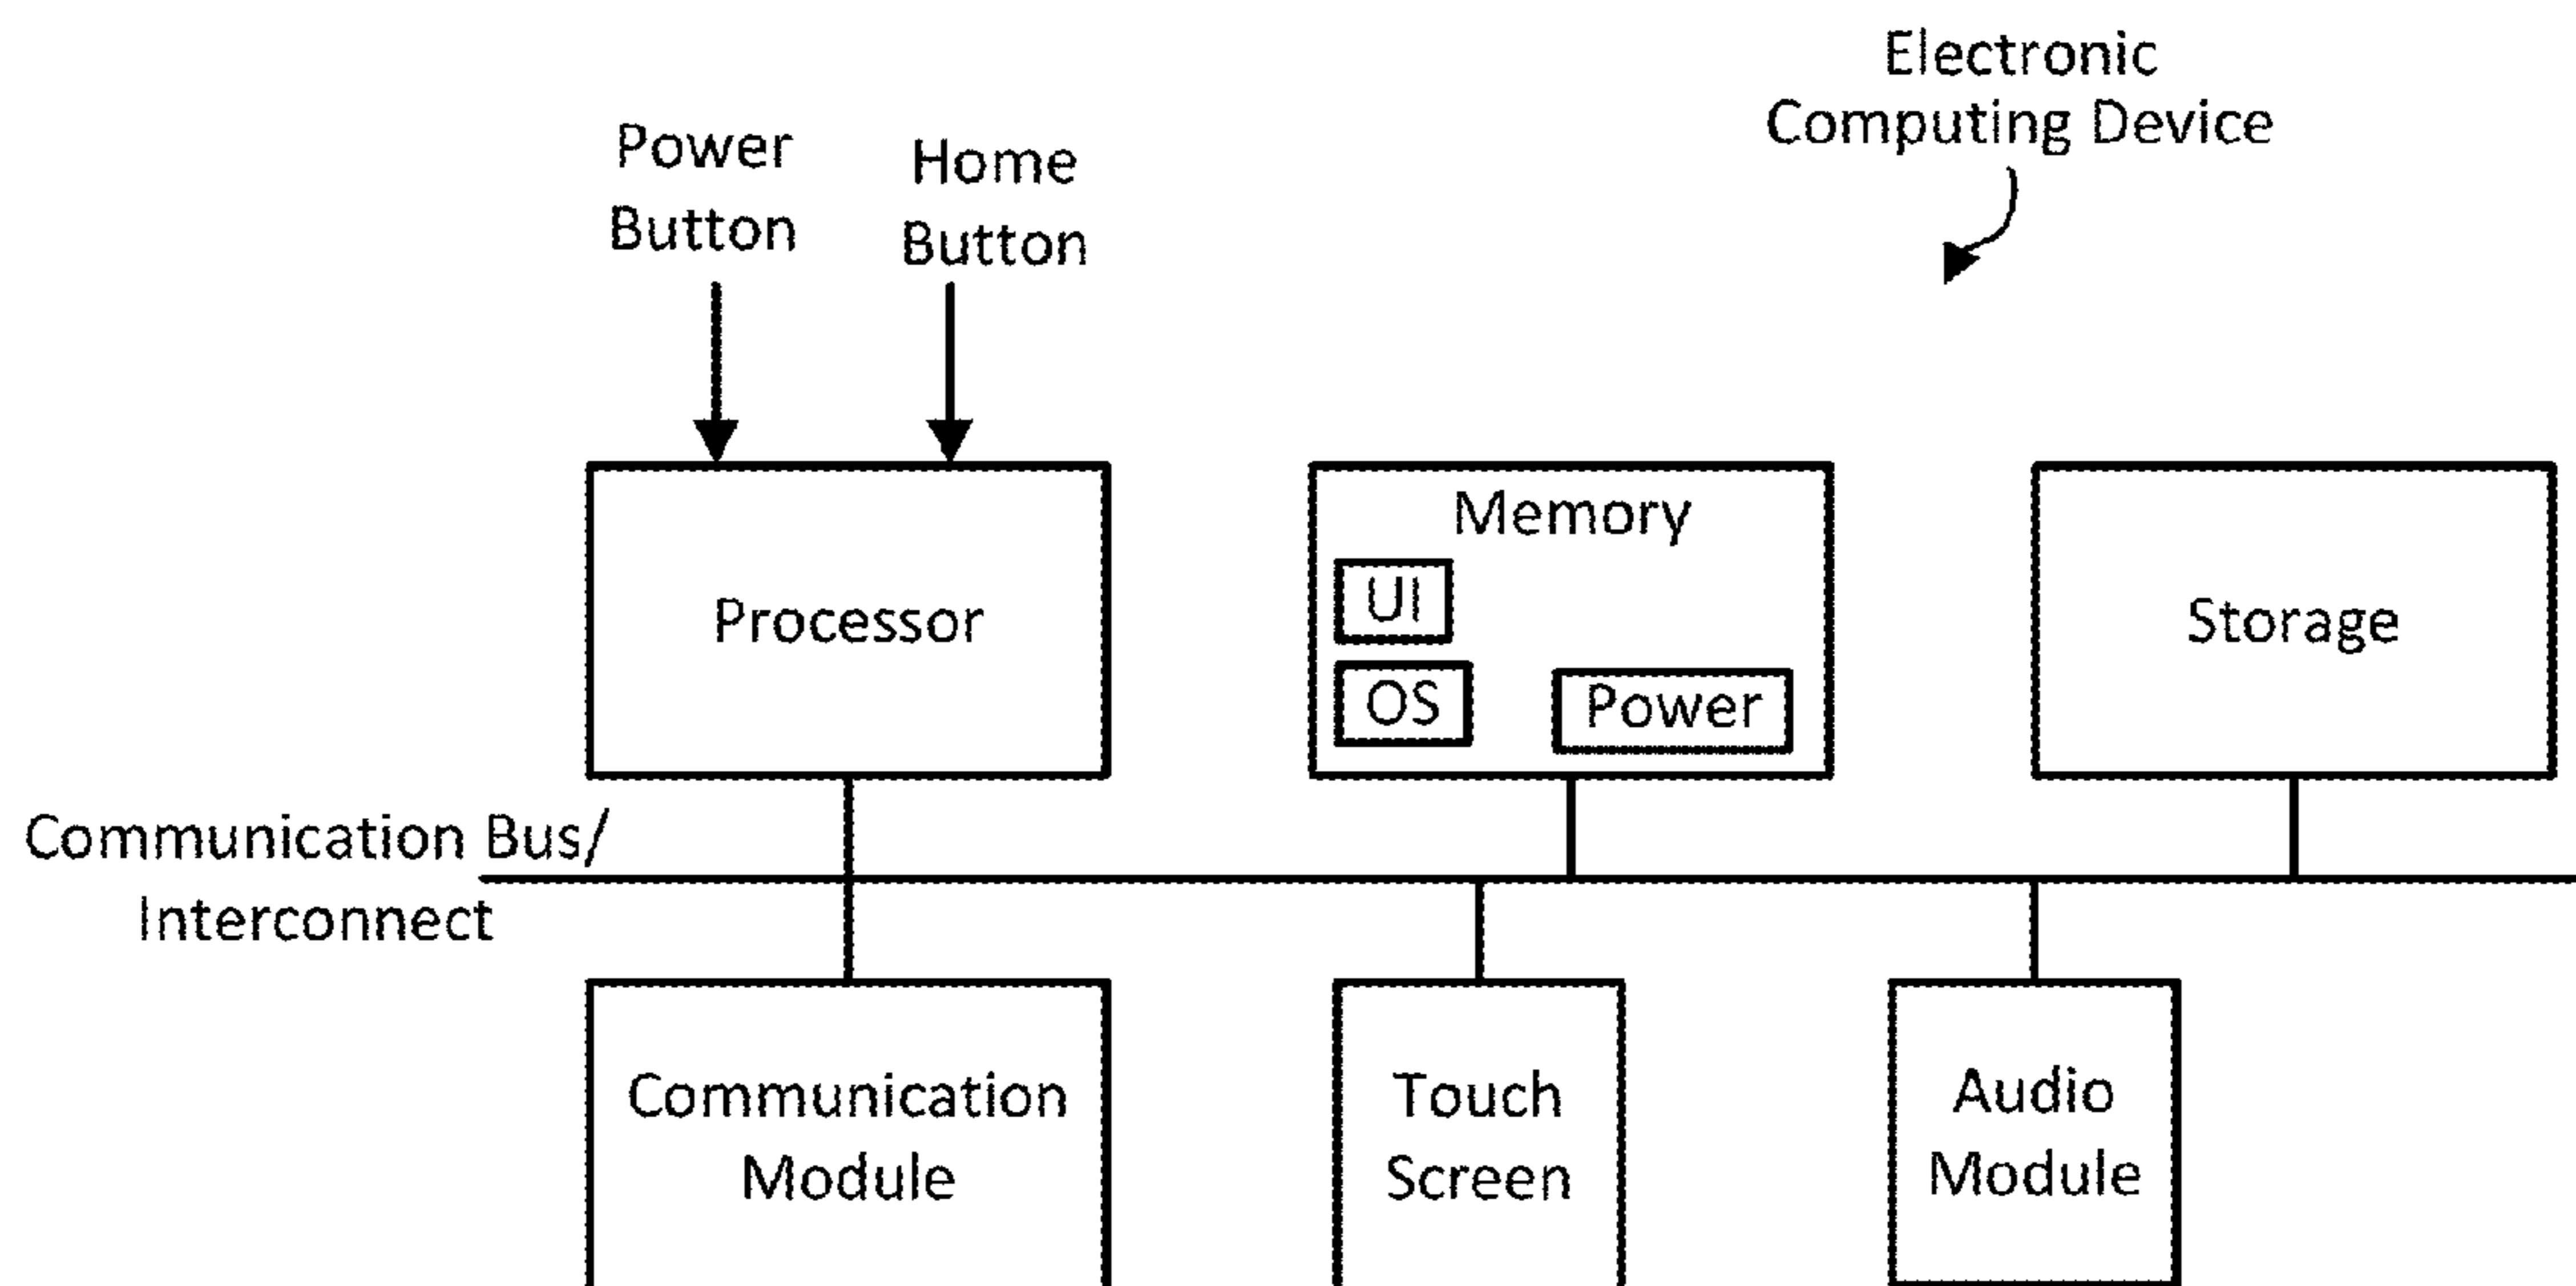 Electronic
Computing Device
Power
Button
Home
Button
Processor
Memory
UI
OS
Power
Storage
Communication Bus/
Interconnect
Communication
Module
Touch
Screen
Audio
Module